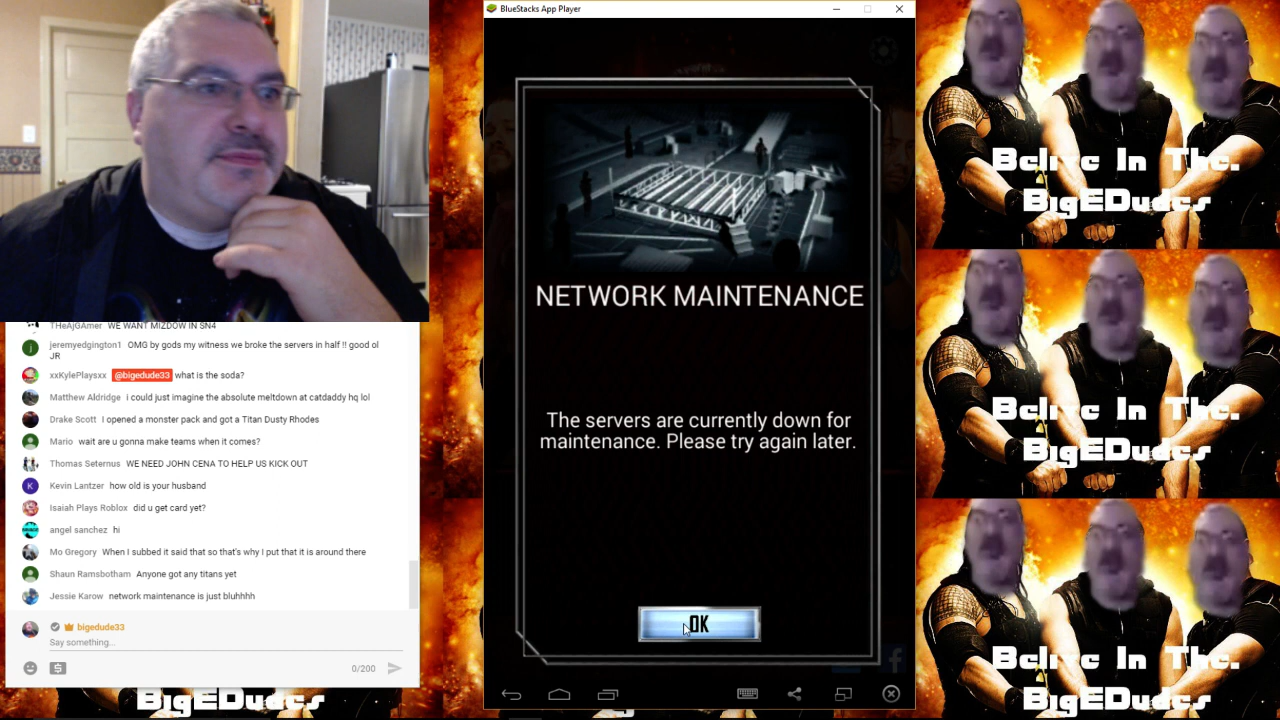 BlueStacks App Player
NETWORK MAINTENANCE
The servers are currently down for
maintenance. Please try again later.
OK
THeAjGAmer WE WANT MIZDOW IN SN4
jeremyedgington1 OMG by gods my witness we broke the servers in half !! good ol
JR
xxKylePlaysxx @bigedude33 what is the soda?
Matthew Aldridge i could just imagine the absolute meltdown at catdaddy hq lol
Drake Scott I opened a monster pack and got a Titan Dusty Rhodes
Mario wait are u gonna make teams when it comes?
Thomas Seternus WE NEED JOHN CENA TO HELP US KICK OUT
Kevin Lantzer how old is your husband
Isaiah Plays Roblox did u get card yet?
angel sanchez hi
Mo Gregory When I subbed it said that so that's why I put that it is around there
Shaun Ramsbotham Anyone got any titans yet
Jessie Karow network maintenance is just bluhhhh
bigedude33
Say something...
0/200
Belive In The.
BigEDudes
Belive In The.
BigEDudes
Belive In The.
BigEDudes
BigEDudes